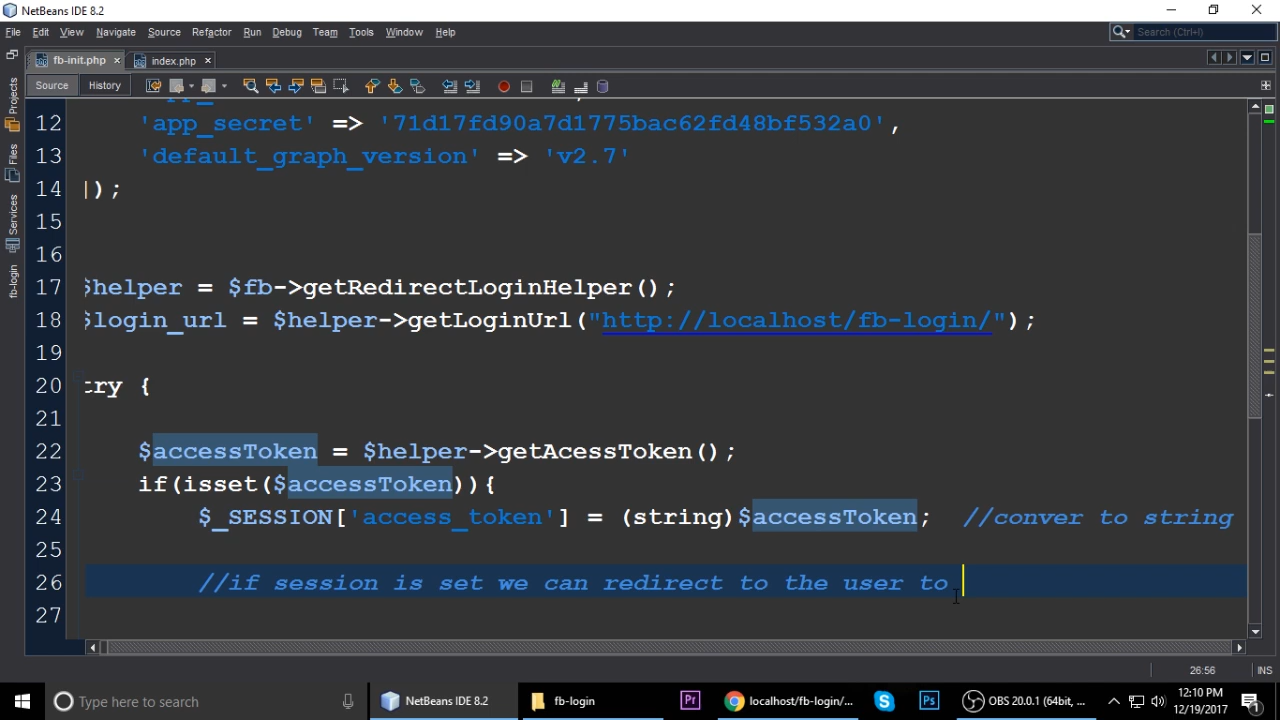 NetBeans IDE 8.2
File Edit View Navigate Source Refactor Run Debug Team Tools Window Help
Search (Ctrl+I)
fb-init.php
index.php
Source History
Projects
Files
Services
fb-login
12 'app_secret' => '71d17fd90a7d1775bac62fd48bf532a0',
13 'default_graph_version' => 'v2.7'
14 ]);
15
16
17 $helper = $fb->getRedirectLoginHelper();
18 $login_url = $helper->getLoginUrl("http://localhost/fb-login/");
19
20 try {
21
22 $accessToken = $helper->getAcessToken();
23 if(isset($accessToken)){
24 $_SESSION['access_token'] = (string)$accessToken; //conver to string
25
26 //if session is set we can redirect to the user to
27
26:56 INS
Type here to search
NetBeans IDE 8.2
fb-login
Pr
localhost/fb-login/...
Ps
OBS 20.0.1 (64bit, ...
12:10 PM
12/19/2017
1